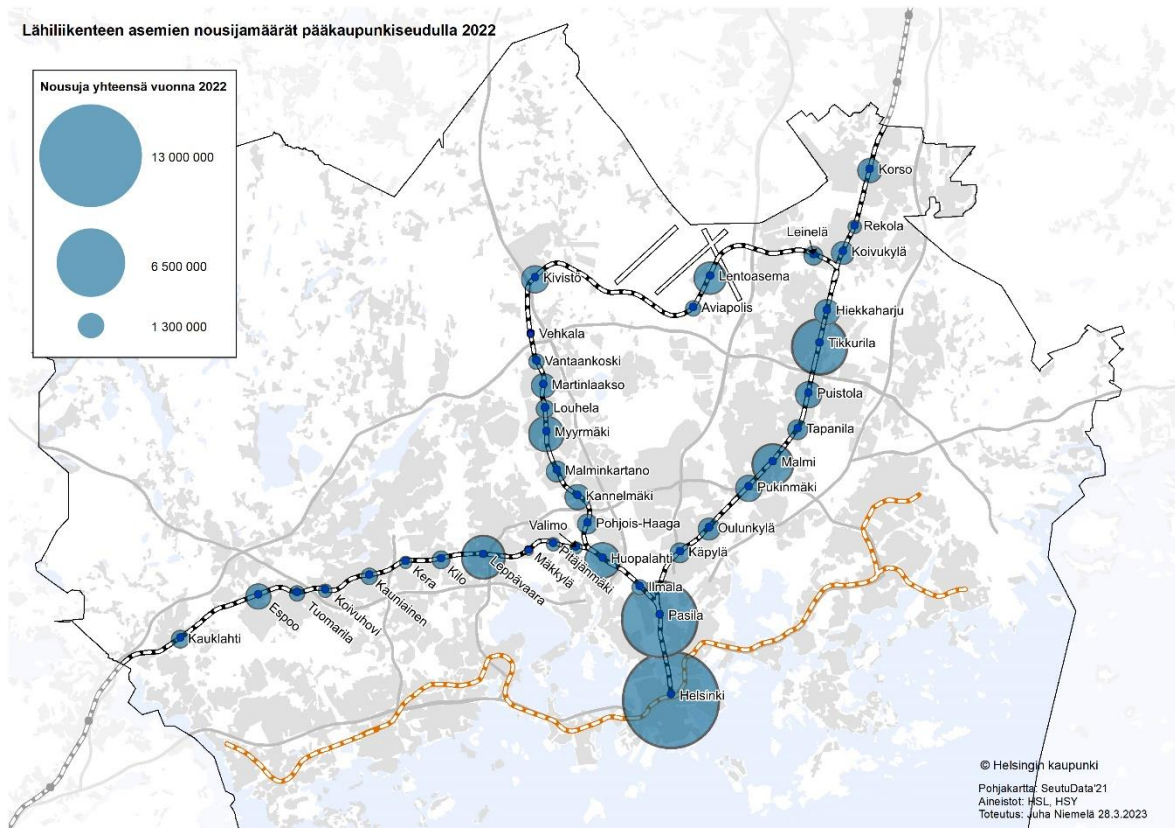 Lähiliikenteen asemien nousijamäärät pääkaupunkiseudulla 2022
Nousuja yhteensä vuonna 2022
13 000 000
6 500 000
1 300 000
Korso
Rekola
Leinelä
Koivukylä
Kivistö
Lentoasema
Aviapolis
Hiekkaharju
Vehkala
Tikkurila
Vantaankoski
Martinlaakso
Puistola
Louhela
Tapanila
Myyrmäki
Malmi
Malminkartano
Pukinmäki
Kannelmäki
Pohjois-Haaga
Oulunkylä
Valimo
Huopalahti
Käpylä
Pitäjänmäki
Mäkkylä
Leppävaara
Kilo
Kera
Kauniainen
Koivuhovi
Tuomarila
Espoo
Kauklahti
Ilmala
Pasila
Helsinki
© Helsingin kaupunki
Pohjakartta: SeutuData'21
Aineistot: HSL, HSY
Toteutus: Juha Niemelä 28.3.2023